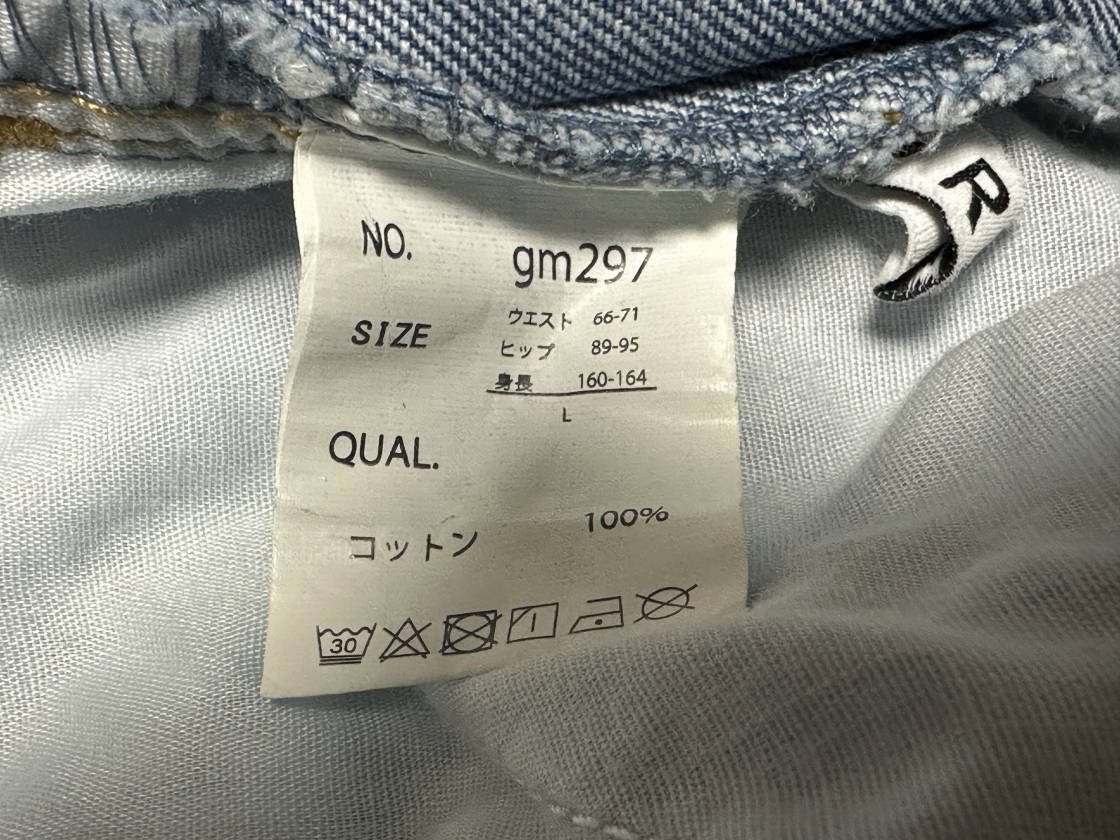 NO. gm297
SIZE
ウエスト 66-71
ヒップ 89-95
身長 160-164
L
QUAL.
コットン 100%
30
R